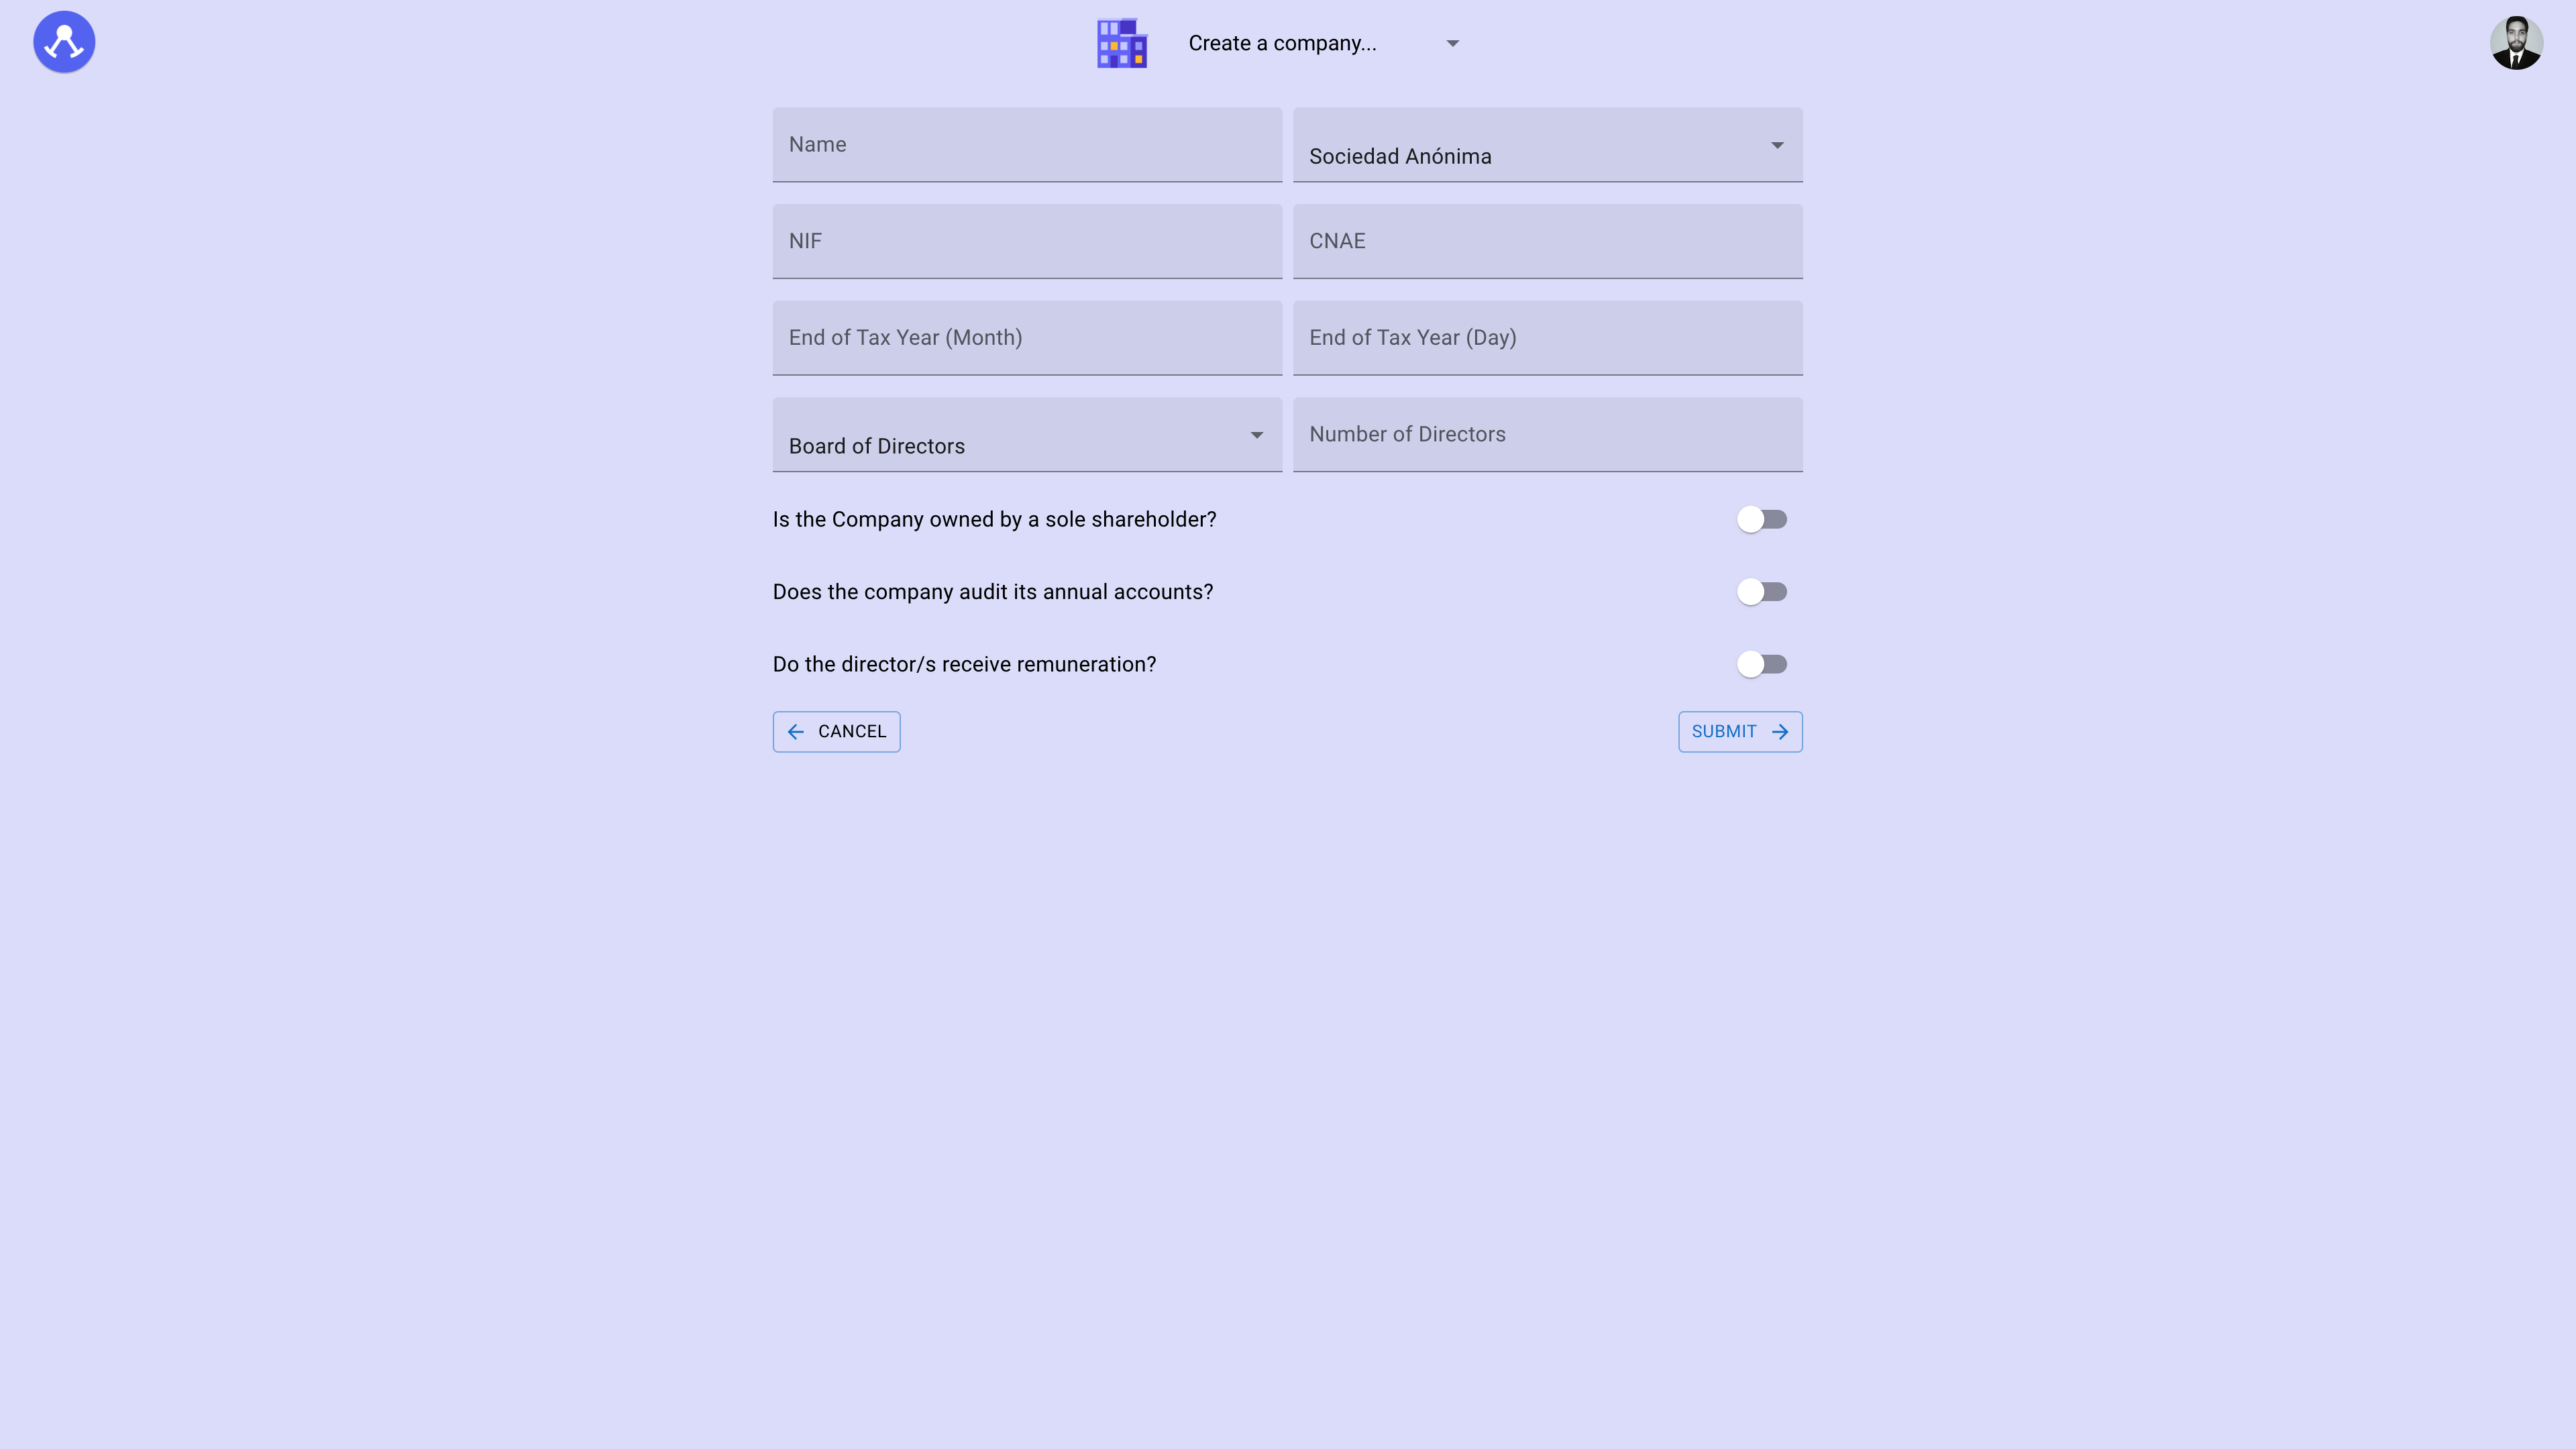 Create a company...
Name
Sociedad Anónima
NIF
CNAE
End of Tax Year (Month)
End of Tax Year (Day)
Board of Directors
Number of Directors
Is the Company owned by a sole shareholder?
Does the company audit its annual accounts?
Do the director/s receive remuneration?
CANCEL
SUBMIT